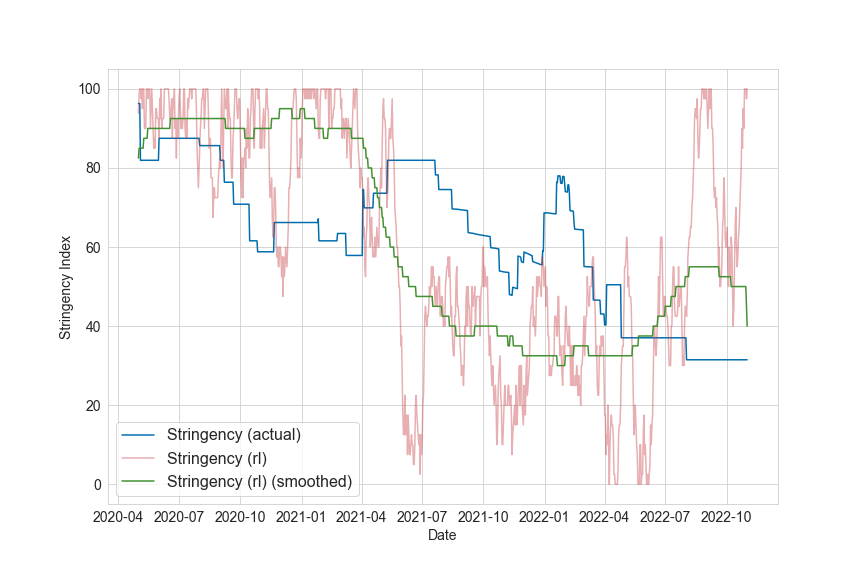 100
80
60
40
20
0
Stringency Index
Stringency (actual)
Stringency (rl)
Stringency (rl) (smoothed)
2020-04 2020-07 2020-10 2021-01 2021-04 2021-07 2021-10 2022-01 2022-04 2022-07 2022-10
Date